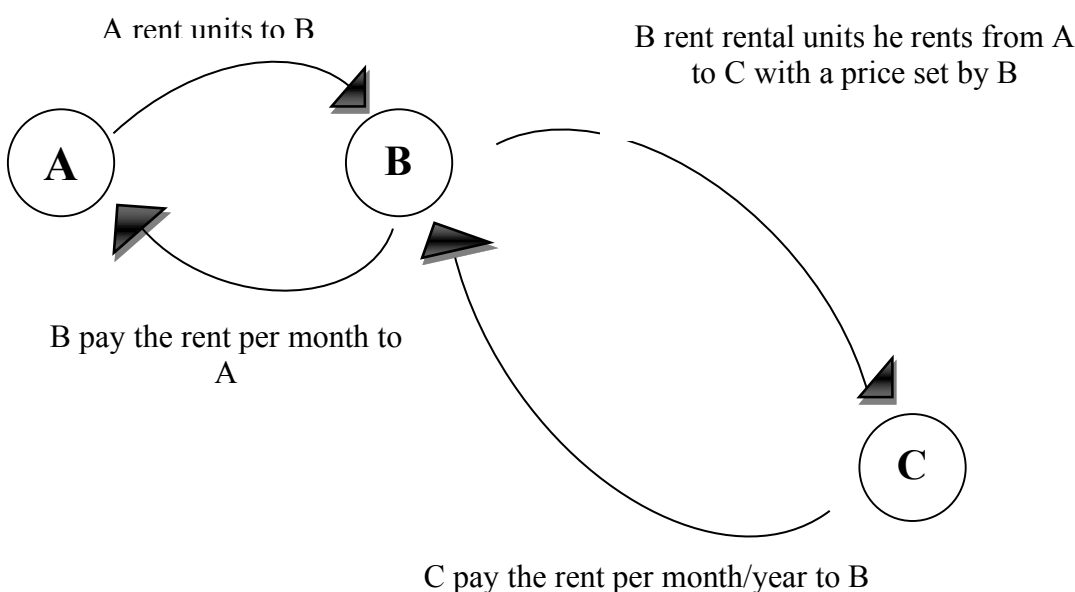 A rent units to B
B rent rental units he rents from A
to C with a price set by B
A
B
B pay the rent per month to
A
C
C pay the rent per month/year to B